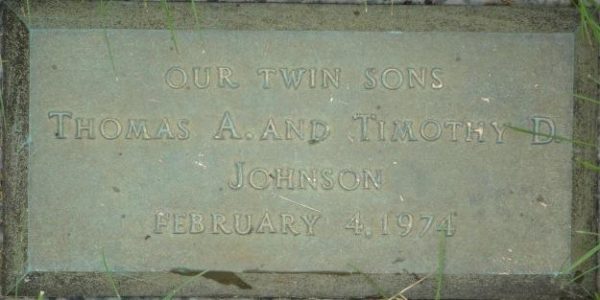 OUR TWIN SONS
THOMAS A. AND TIMOTHY D.
JOHNSON
FEBRUARY 4, 1974